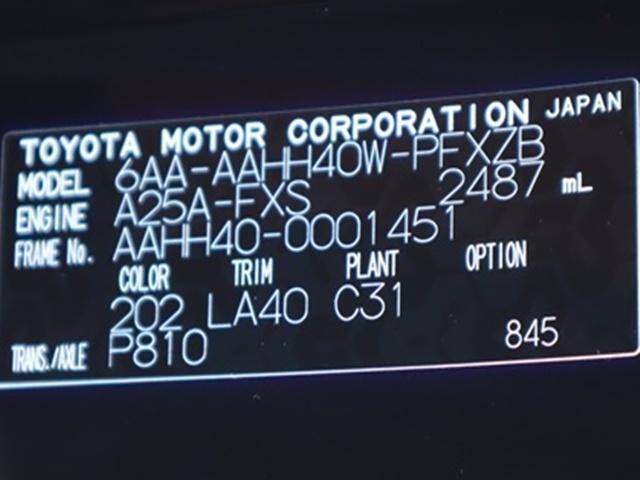 TOYOTA MOTOR CORPORATION JAPAN
MODEL 6AA-AAHH40W-PFXZB
ENGINE A25A-FXS 2487 mL
FRAME No. AAHH40-0001451
COLOR TRIM PLANT OPTION
202 LA40 C31
TRANS./AXLE P810 845